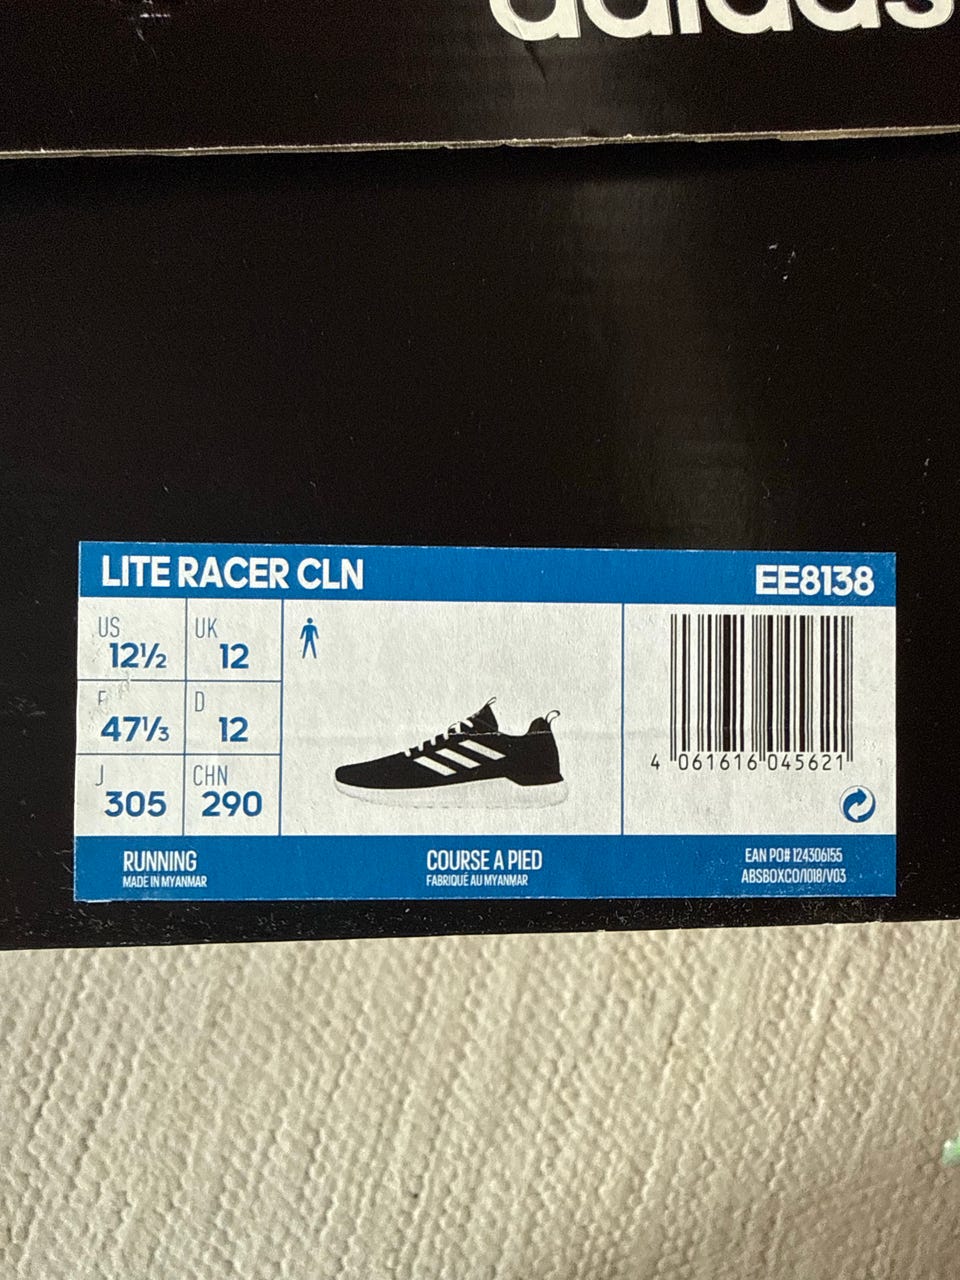 adidas
LITE RACER CLN EE8138
US UK
12½ 12
F D
47⅓ 12
J CHN
305 290
4 061616 045621
RUNNING COURSE A PIED EAN PO# 124306155
MADE IN MYANMAR FABRIQUÉ AU MYANMAR ABSBOXCO/1018/V03